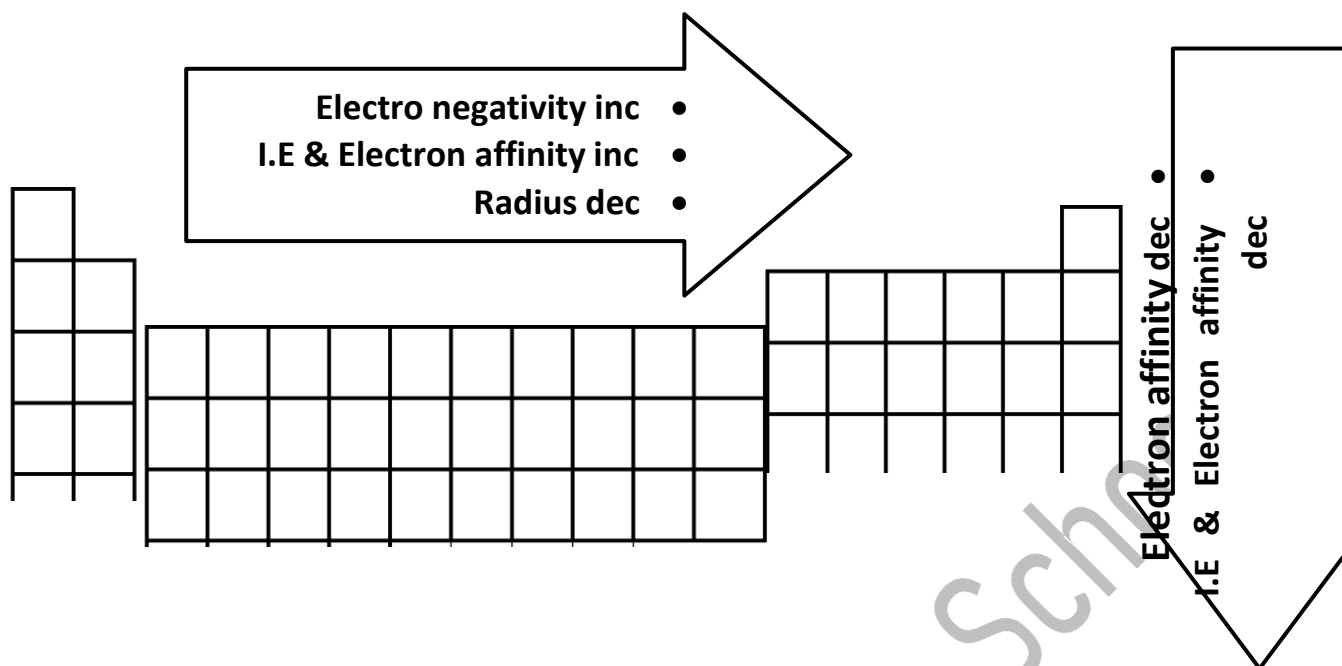 Electro negativity inc •
I.E & Electron affinity inc •
Radius dec •
Electron affinity dec •
I.E & Electron affinity •
dec